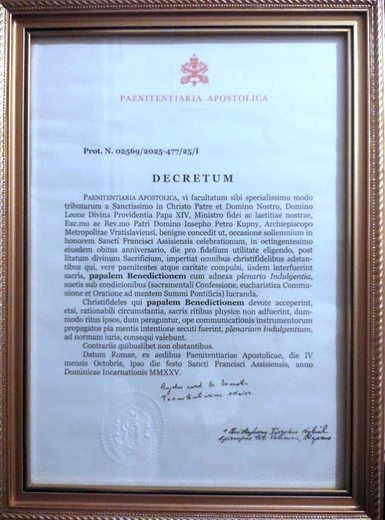 PAENITENTIARIA APOSTOLICA
Prot. N. 02569/2025-477/25/I
DECRETUM
PAENITENTIARIA APOSTOLICA, vi facultatum sibi specialissimo modo
tributarum a Sanctissimo in Christo Patre et Domino Nostro, Domino
Leone Divina Providentia Papa XIV, Ministro fidei ac laetitiae nostrae,
Exc.mo ac Rev.mo Patri Domino Iosepho Petro Kupny, Archiepiscopo
Metropolitae Vratislaviensi, benigne concedit ut, occasione sollemnium in
honorem Sancti Francisci Assisiensis celebrationum, in octingentesimo
eiusdem obitus anniversario, die pro fidelium utilitate eligendo, post
litatum divinum Sacrificium, impertiat omnibus christifidelibus adstan-
tibus qui, vere paenitentes atque caritate compulsi, iisdem interfuerint
sacris, papalem Benedictionem cum adnexa plenaria Indulgentia,
suetis sub condicionibus (sacramentali Confessione, eucharistica Commu-
nione et Oratione ad mentem Summi Pontificis) lucranda.
Christifideles qui papalem Benedictionem devote acceperint,
etsi, rationabili circumstantia, sacris ritibus physice non adfuerint, dum-
modo ritus ipsos, dum peraguntur, ope communicationis instrumentorum
propagatos pia mentis intentione secuti fuerint, plenariam Indulgentiam,
ad normam iuris, consequi valebunt.
Contrariis quibuslibet non obstantibus.
Datum Romae, ex aedibus Paenitentiariae Apostolicae, die IV
mensis Octobris, ipso die festo Sancti Francisci Assisiensis, anno
Dominicae Incarnationis MMXXV.